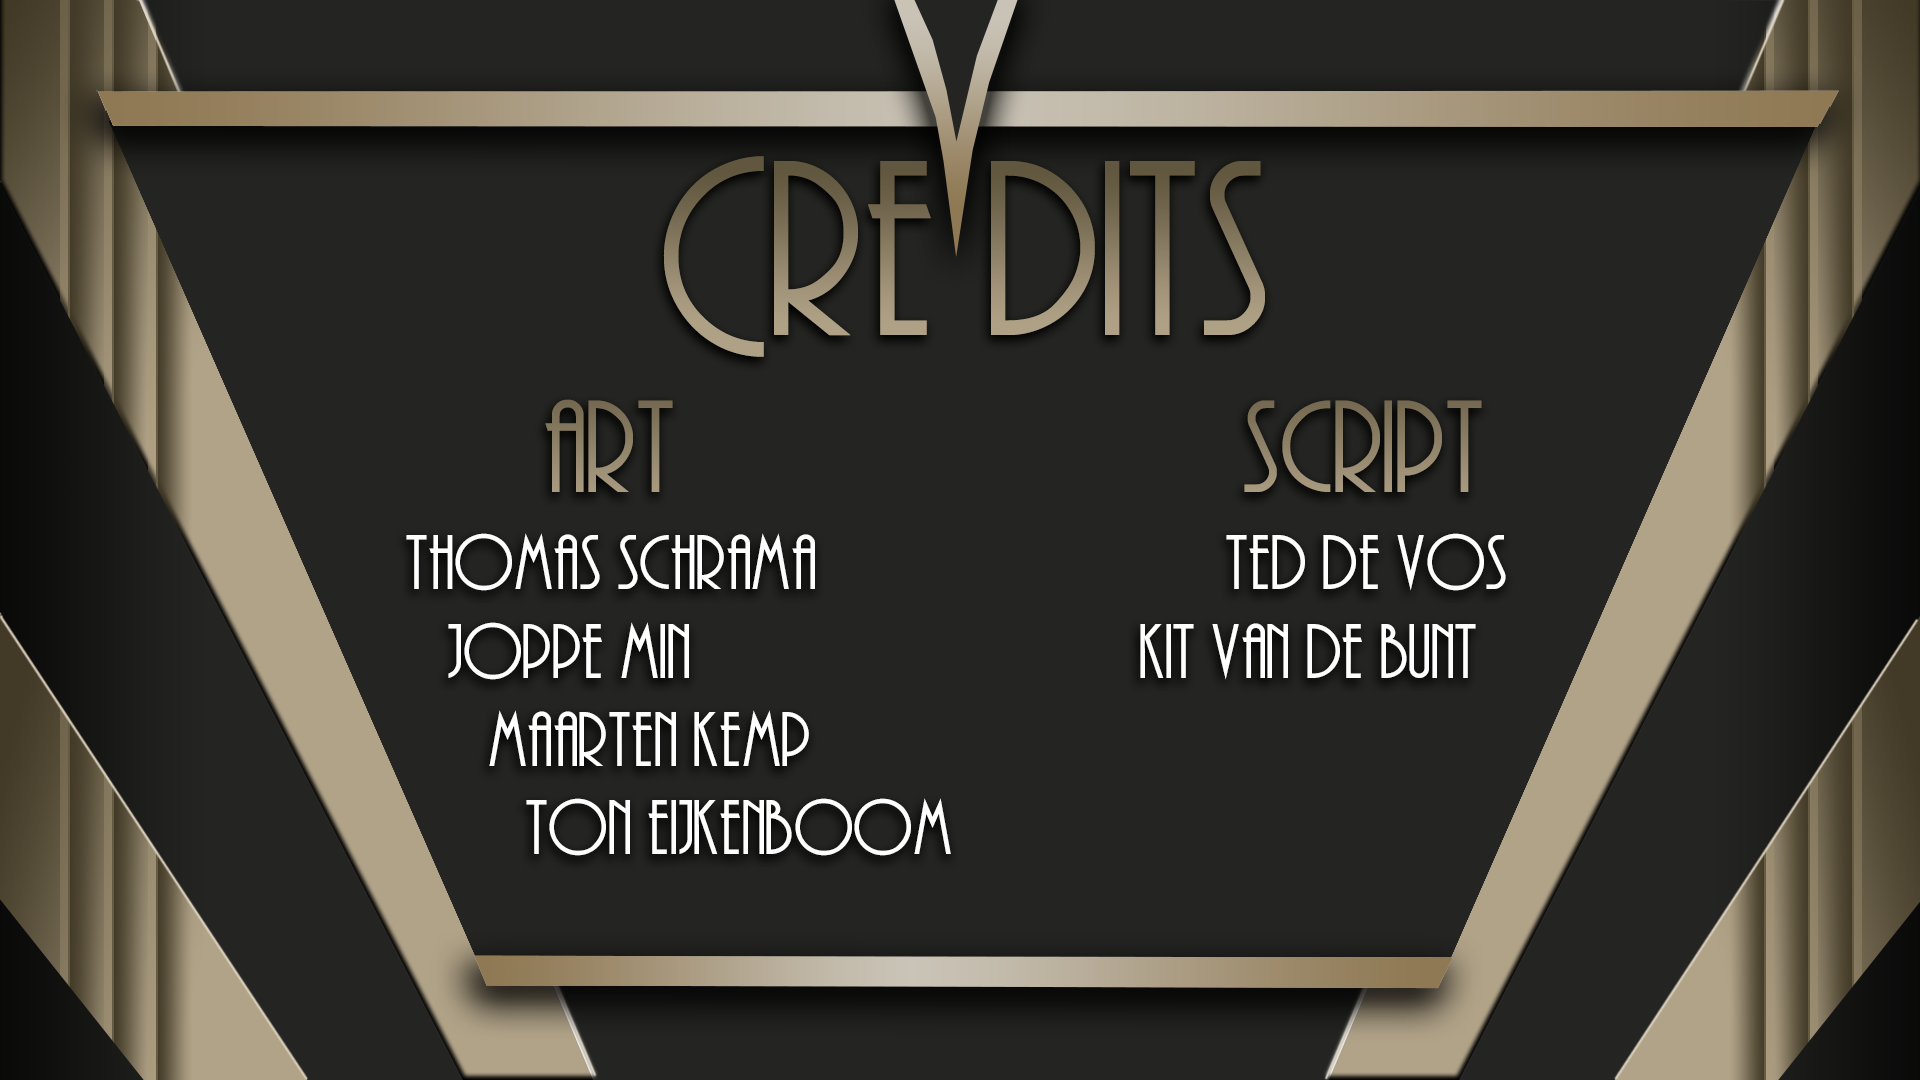 CREDITS
ART
THOMAS SCHRAMA
JOPPE MIN
MAARTEN KEMP
TON EIJKENBOOM
SCRIPT
TED DE VOS
KIT VAN DE BUNT